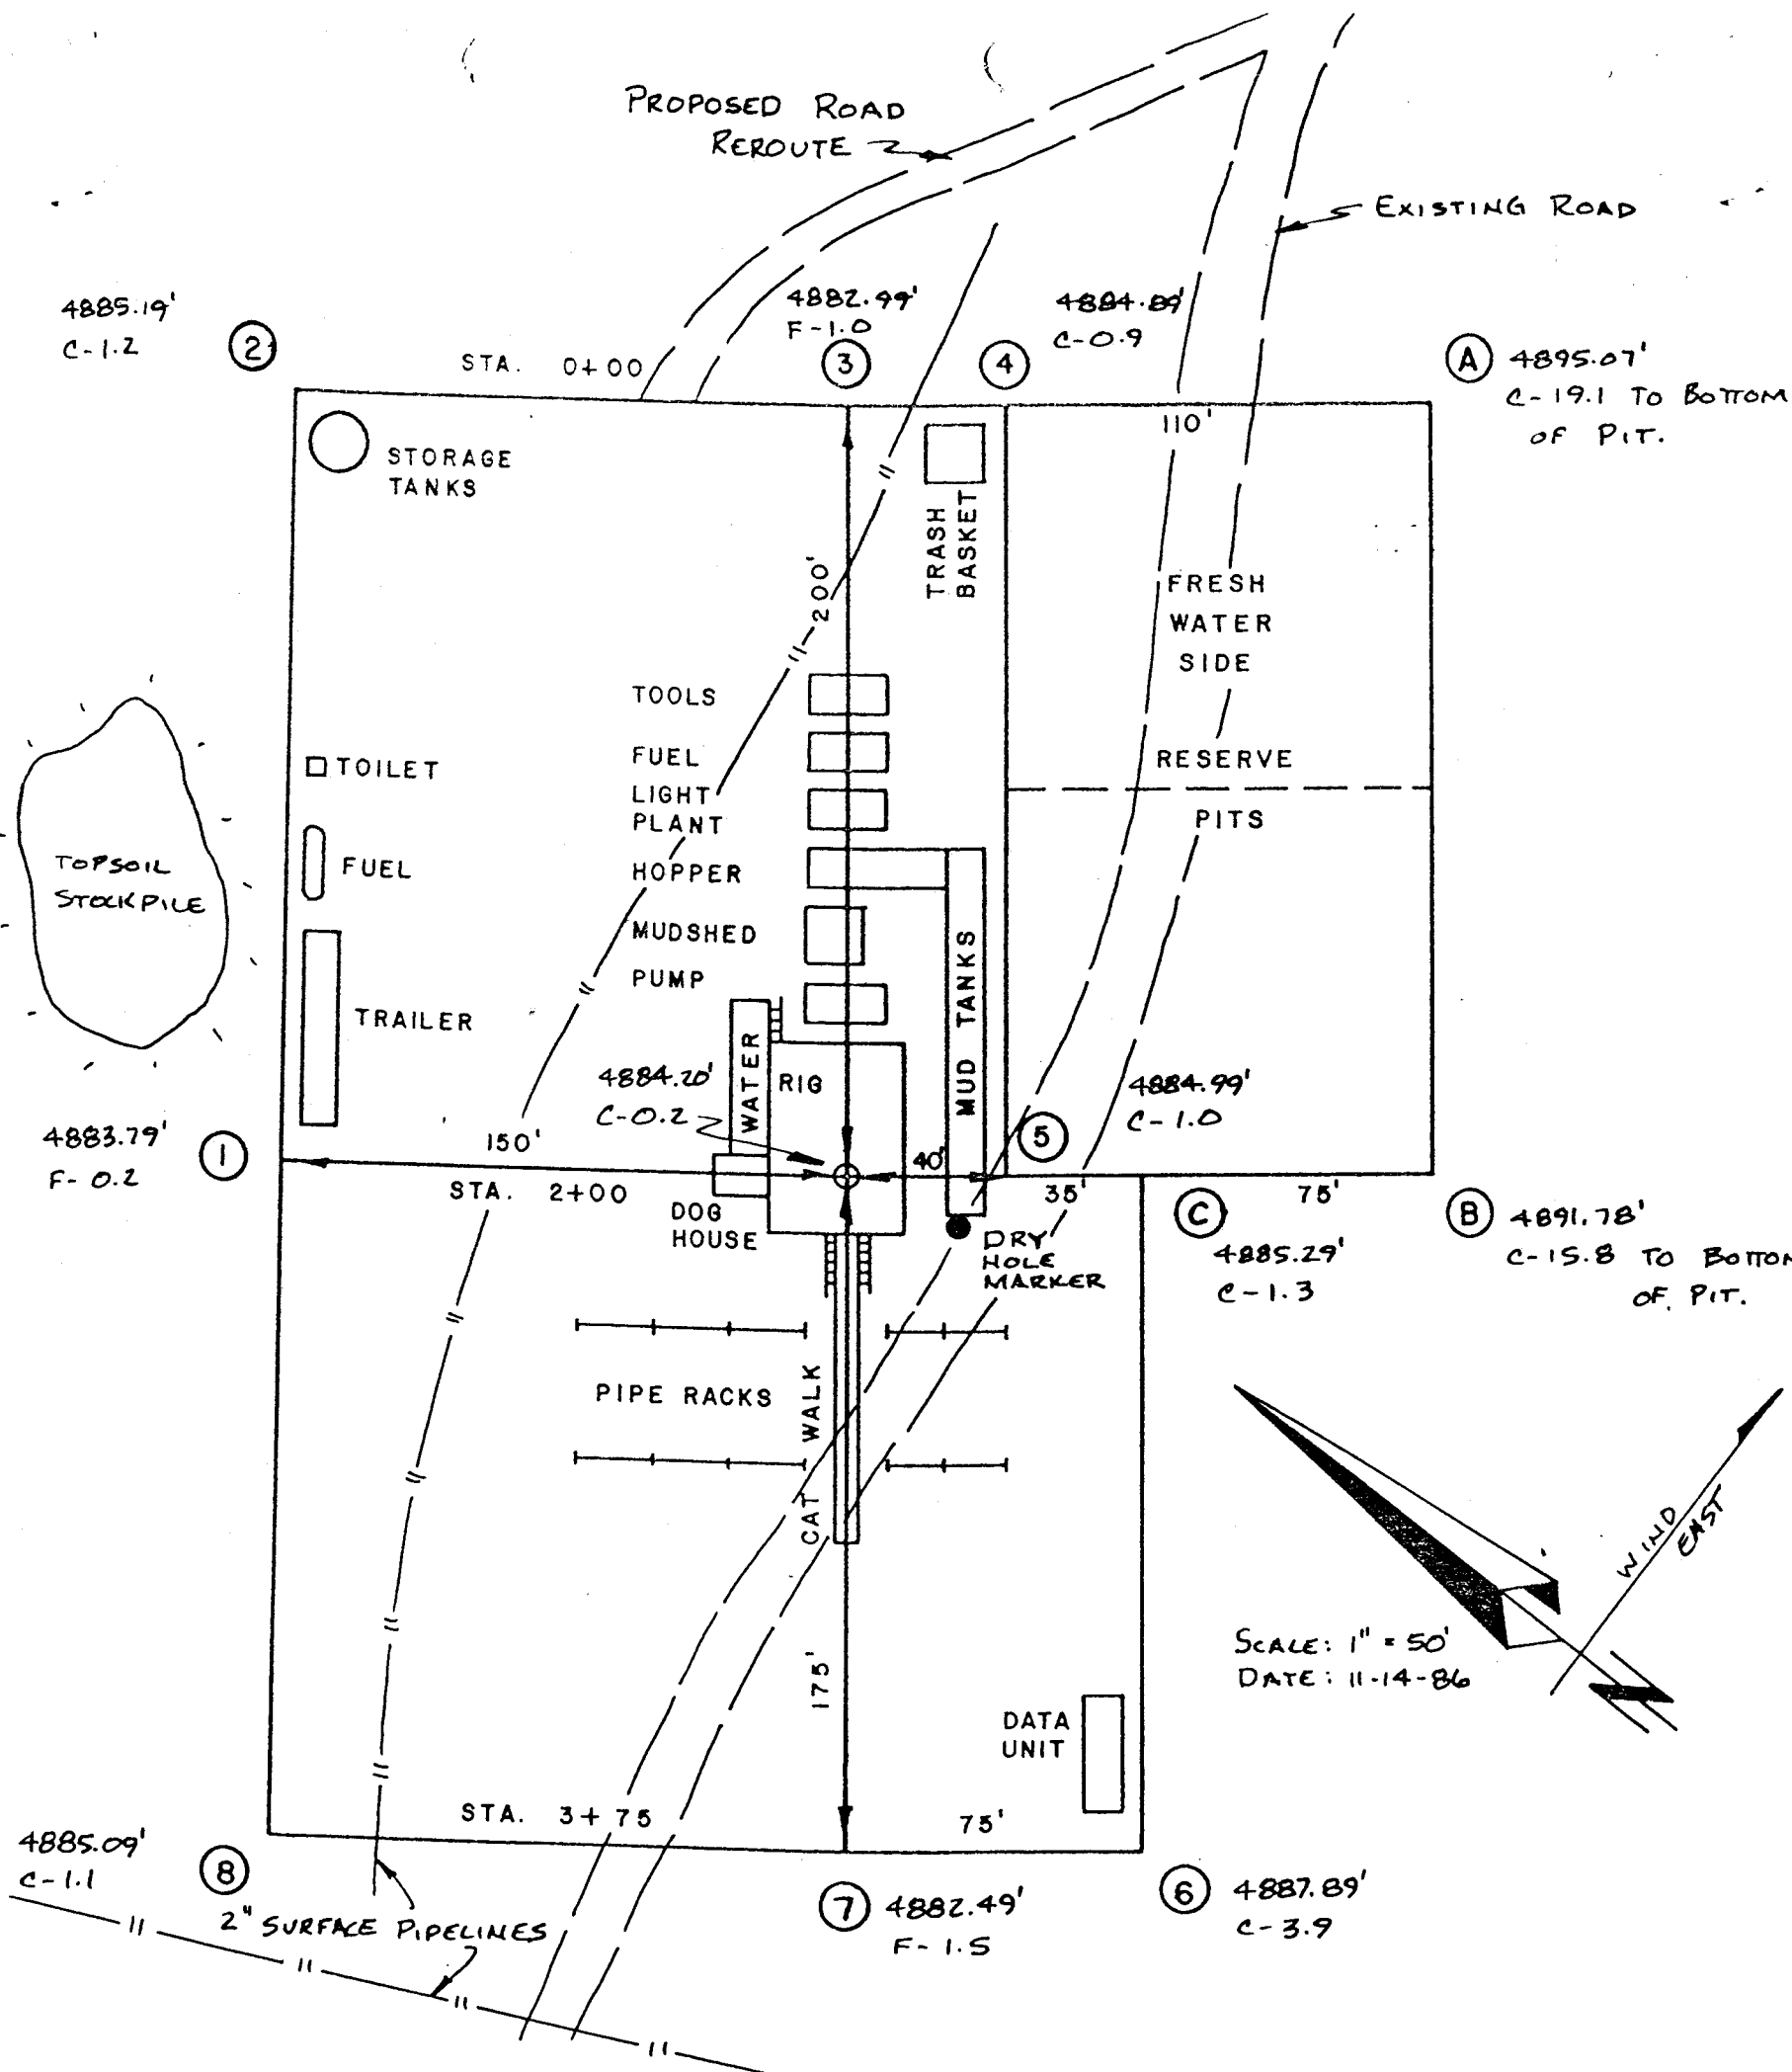 PROPOSED ROAD
REROUTE
EXISTING ROAD
4885.19'
C-1.2
2
STA. 0+00
4882.99'
F-1.0
3
4884.89'
C-0.9
4
A
4895.07'
C-19.1 TO BOTTOM
OF PIT.
110'
STORAGE
TANKS
TRASH
BASKET
200'
FRESH
WATER
SIDE
RESERVE
PITS
TOOLS
FUEL
LIGHT
PLANT
HOPPER
MUDSHED
PUMP
TOILET
FUEL
TRAILER
TOPSOIL
STOCKPILE
MUD TANKS
WATER
RIG
4884.20'
C-0.2
4884.99'
C-1.0
5
4883.79'
F-0.2
1
150'
STA. 2+00
40'
35'
75'
DOG
HOUSE
DRY
HOLE
MARKER
C
4885.29'
C-1.3
B
4891.78'
C-15.8 TO BOTTOM
OF PIT.
PIPE RACKS
CAT WALK
WIND
EAST
N
SCALE: 1" = 50'
DATE: 11-14-86
175'
DATA
UNIT
STA. 3+75
75'
4885.09'
C-1.1
8
2" SURFACE PIPELINES
7
4882.49'
F-1.5
6
4887.89'
C-3.9